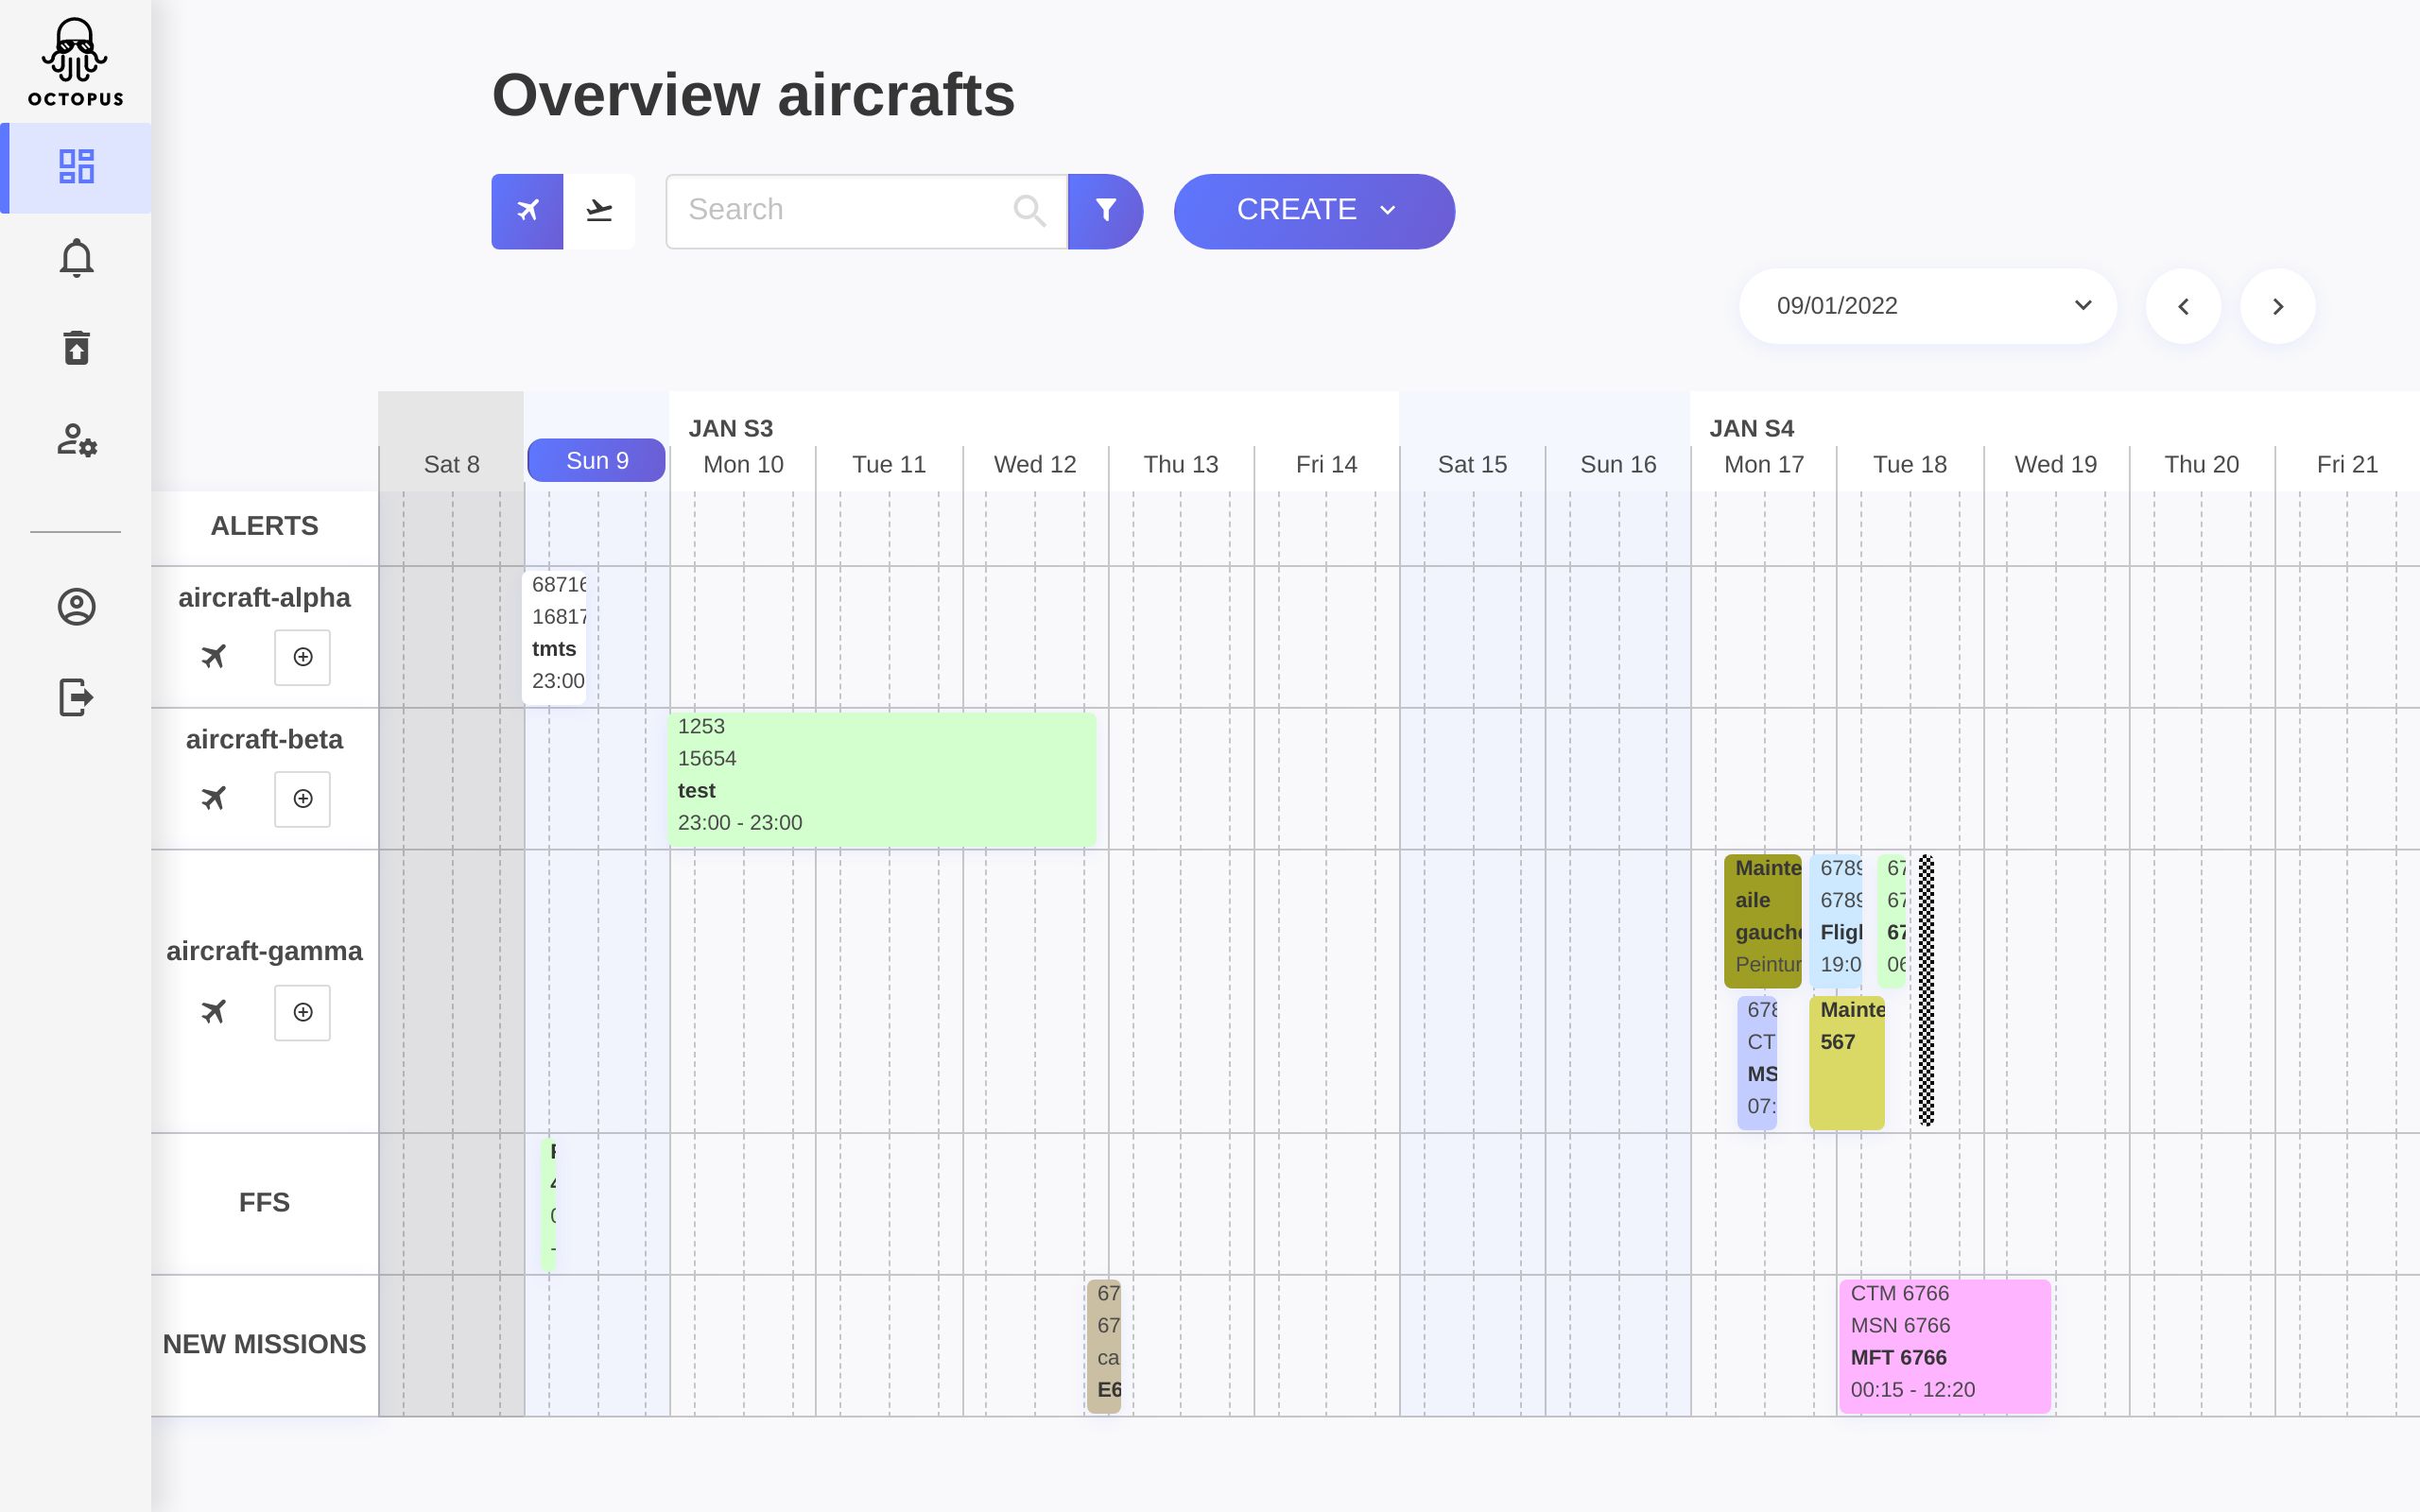 OCTOPUS
Overview aircrafts
Search
CREATE
09/01/2022
JAN S3
JAN S4
Sat 8
Sun 9
Mon 10
Tue 11
Wed 12
Thu 13
Fri 14
Sat 15
Sun 16
Mon 17
Tue 18
Wed 19
Thu 20
Fri 21
ALERTS
aircraft-alpha
68716
16817
tmts
23:00
aircraft-beta
1253
15654
test
23:00 - 23:00
aircraft-gamma
Mainte
aile
gauche
Peintur
6789
6789
Fligh
19:0
67
67
67
06
678
CT
MS
07:
Mainte
567
FFS
NEW MISSIONS
67
67
ca
E6
CTM 6766
MSN 6766
MFT 6766
00:15 - 12:20